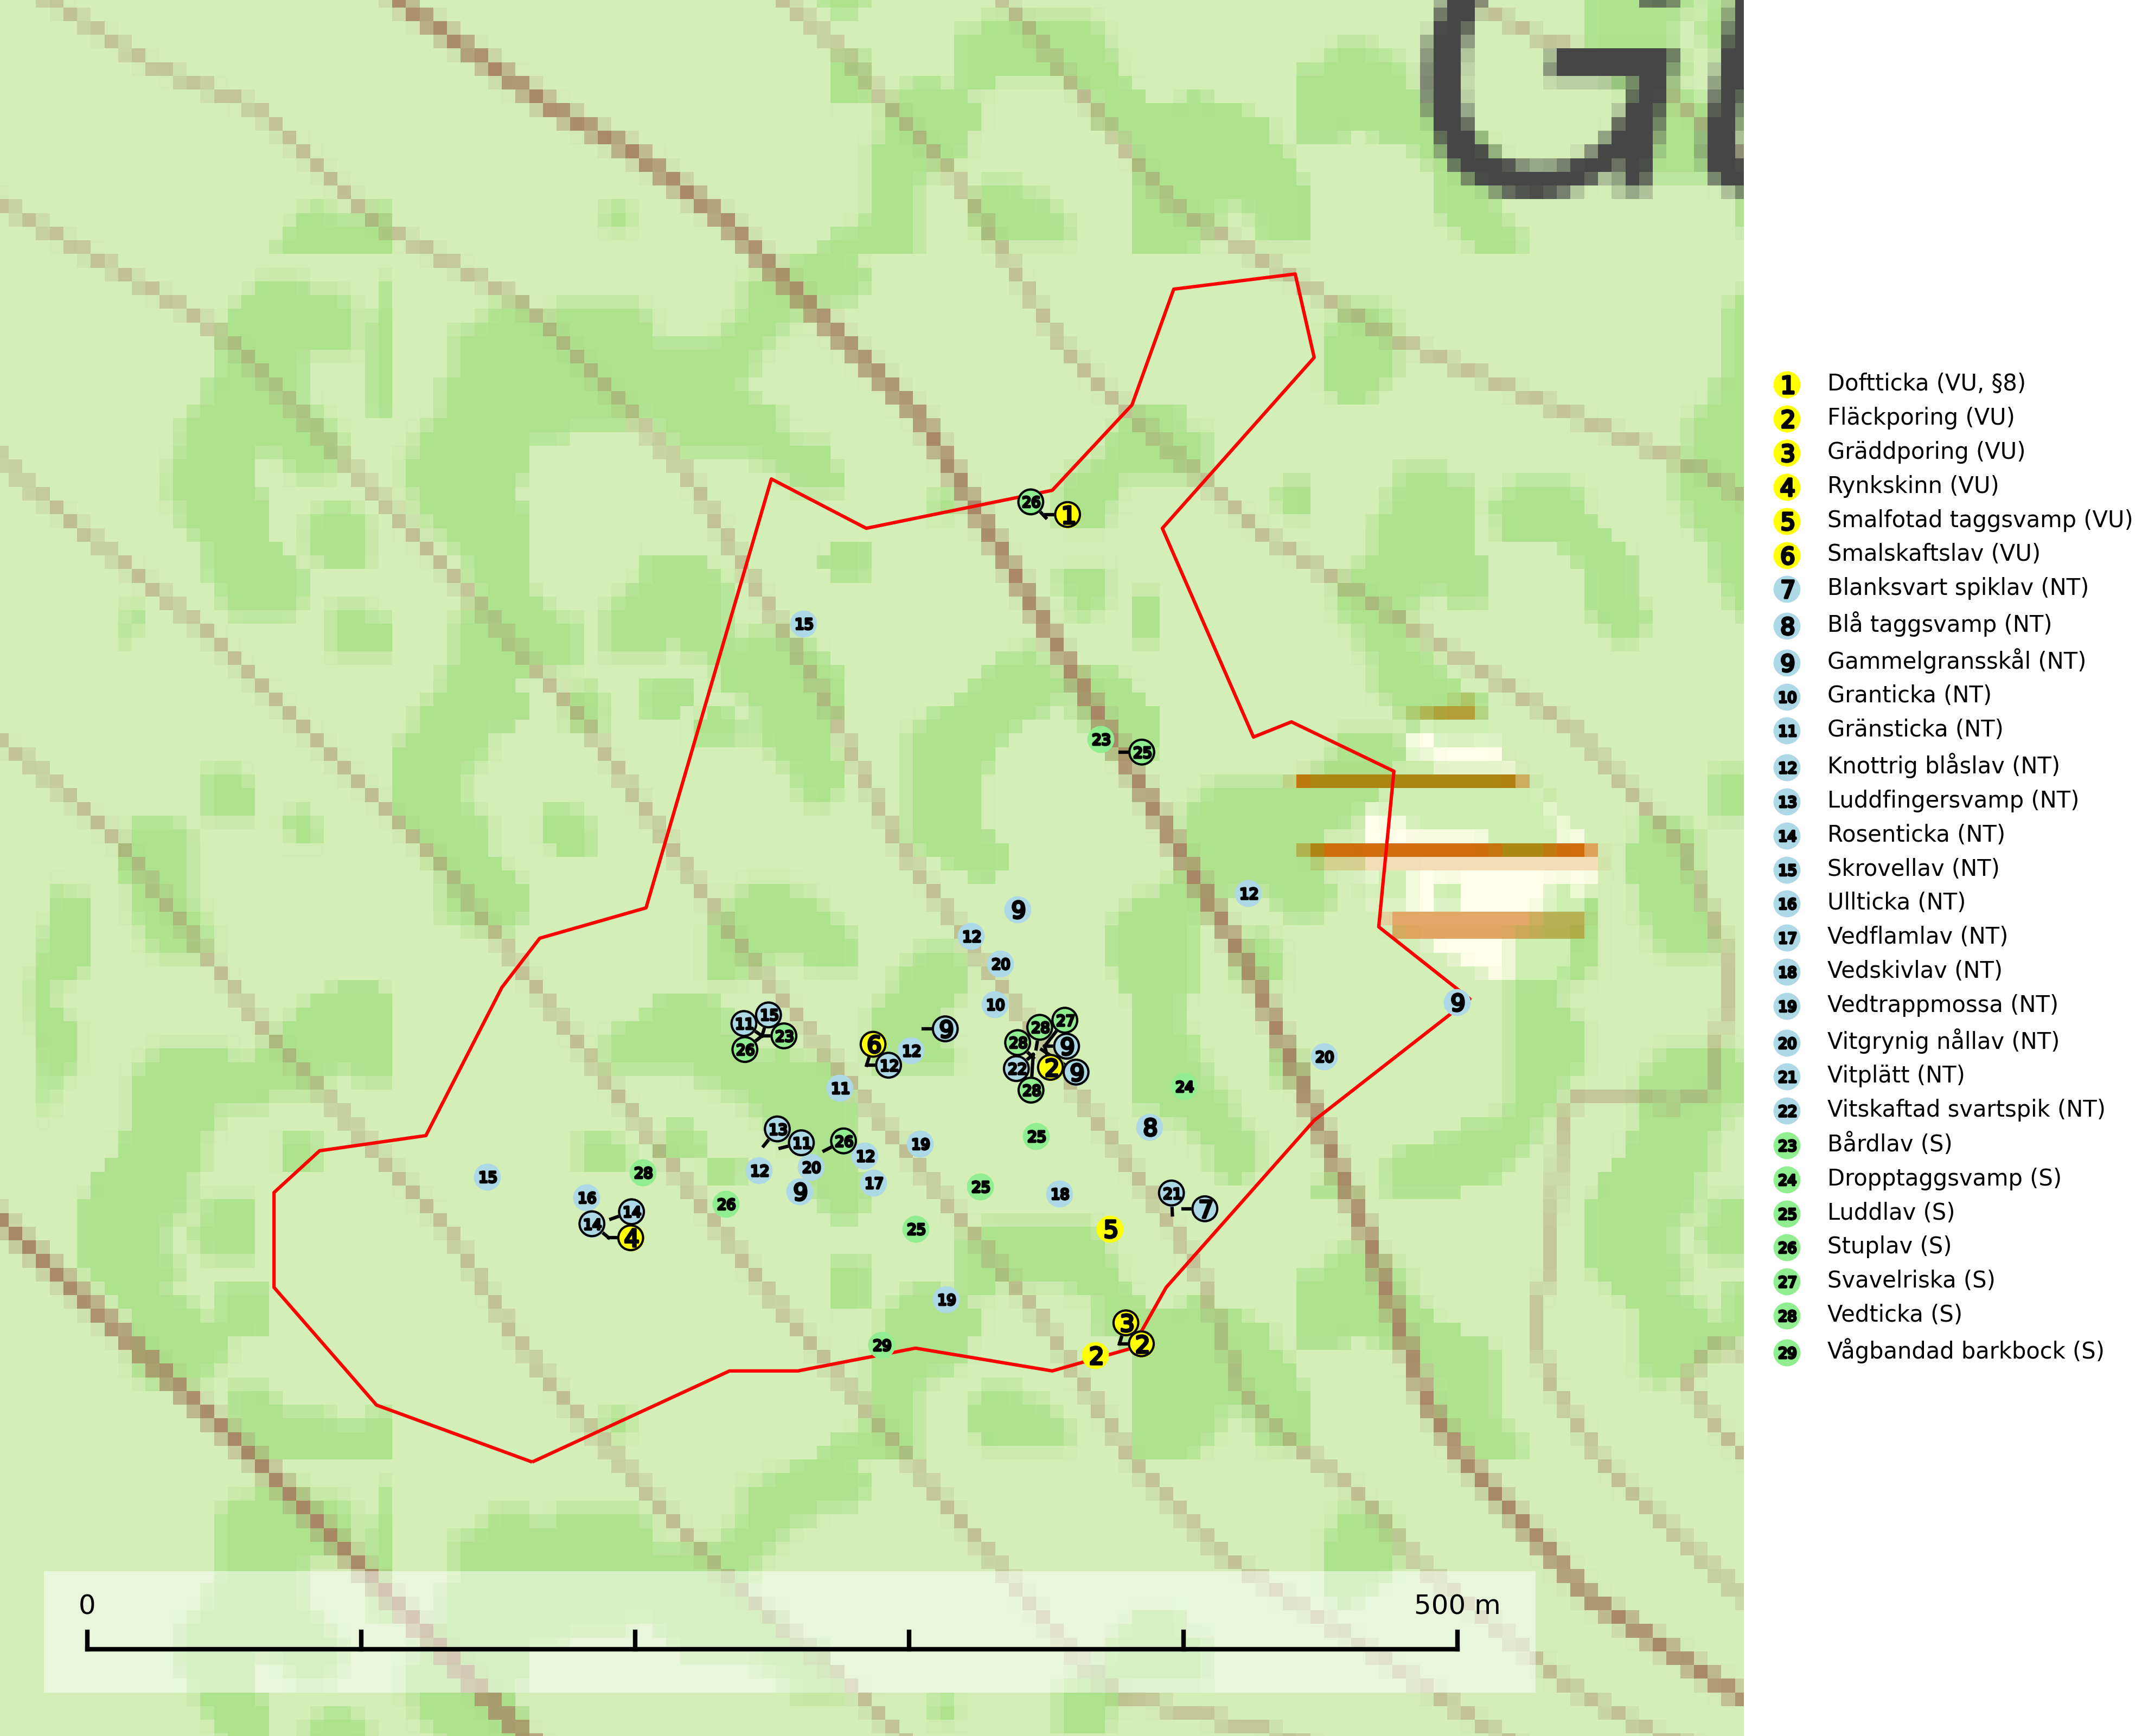 G
26
1
15
23
25
12
9
12
20
10
9
11
15
23
26
6
12
12
9
28
27
28
9
22
2
9
28
20
11
24
13
11
26
12
19
25
8
12
20
9
17
15
28
16
26
14
14
4
25
18
21
7
25
5
19
3
29
2
2
0
500 m
1 Doftticka (VU, §8)
2 Fläckporing (VU)
3 Gräddporing (VU)
4 Rynkskinn (VU)
5 Smalfotad taggsvamp (VU)
6 Smalskaftslav (VU)
7 Blanksvart spiklav (NT)
8 Blå taggsvamp (NT)
9 Gammelgransskål (NT)
10 Granticka (NT)
11 Gränsticka (NT)
12 Knottrig blåslav (NT)
13 Luddfingersvamp (NT)
14 Rosenticka (NT)
15 Skrovellav (NT)
16 Ullticka (NT)
17 Vedflamlav (NT)
18 Vedskivlav (NT)
19 Vedtrappmossa (NT)
20 Vitgrynig nållav (NT)
21 Vitplätt (NT)
22 Vitskaftad svartspik (NT)
23 Bårdlav (S)
24 Dropptaggsvamp (S)
25 Luddlav (S)
26 Stuplav (S)
27 Svavelriska (S)
28 Vedticka (S)
29 Vågbandad barkbock (S)